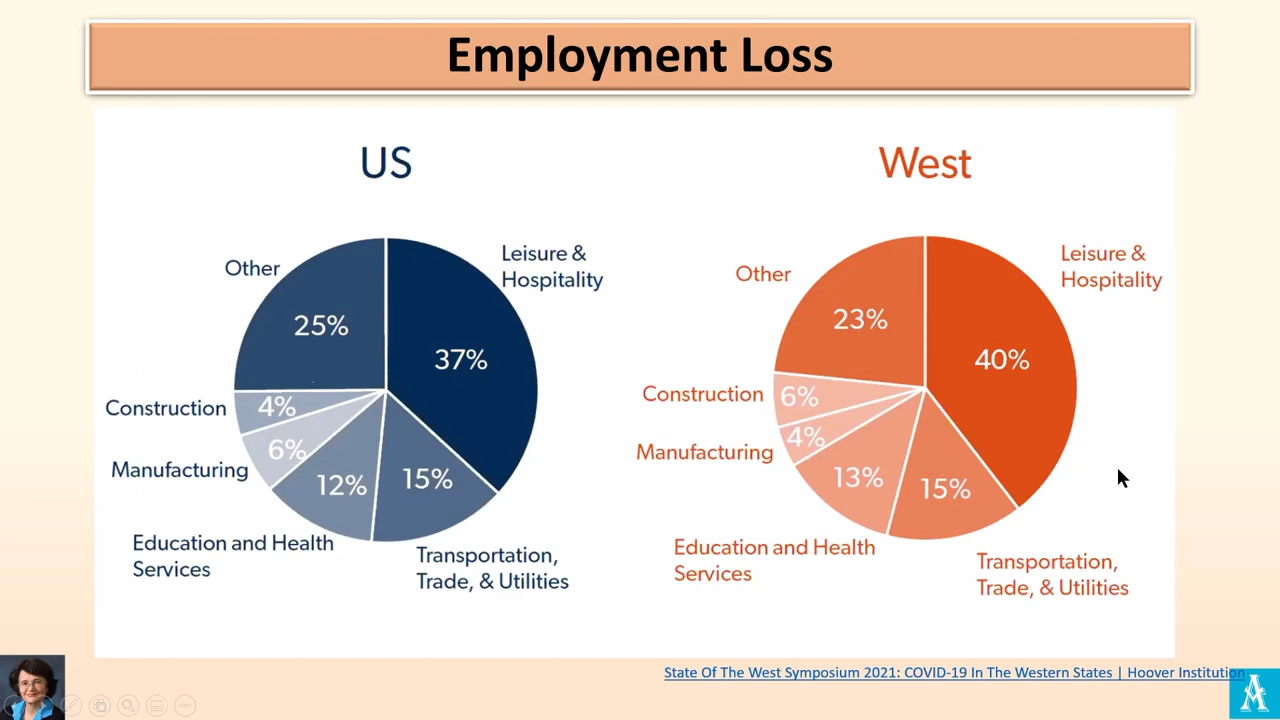 Employment Loss
US
Other
Leisure &
Hospitality
25%
37%
Construction
4%
Manufacturing
6%
12%
15%
Education and Health
Services
Transportation,
Trade, & Utilities
West
Other
Leisure &
Hospitality
23%
40%
Construction
6%
4%
Manufacturing
13%
15%
Education and Health
Services
Transportation,
Trade, & Utilities
State Of The West Symposium 2021: COVID-19 In The Western States | Hoover Institution
A